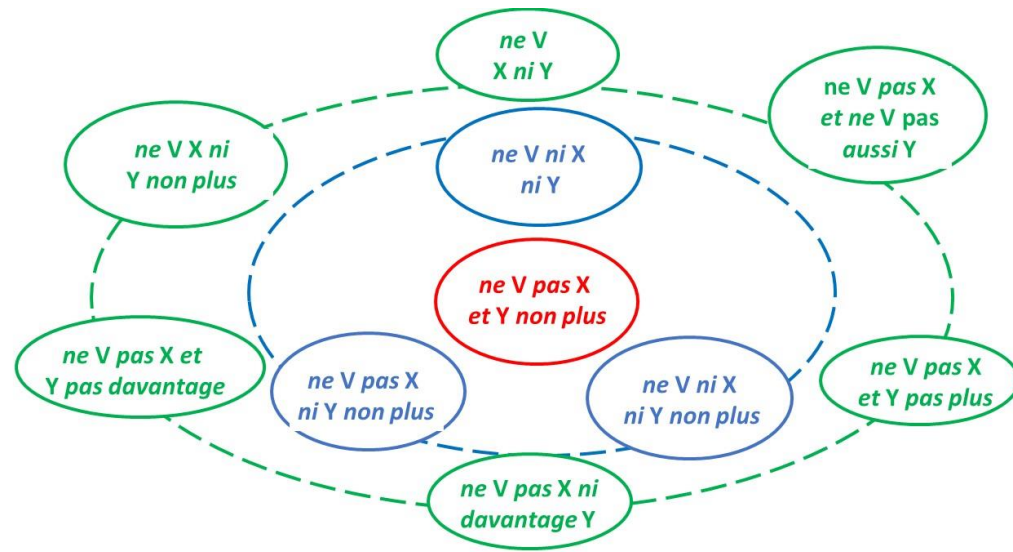 ne V
X ni Y
ne V pas X
et ne V pas
aussi Y
ne V X ni
Y non plus
ne V ni X
ni Y
ne V pas X
et Y non plus
ne V pas X et
Y pas davantage
ne V pas X
ni Y non plus
ne V ni X
ni Y non plus
ne V pas X
et Y pas plus
ne V pas X ni
davantage Y